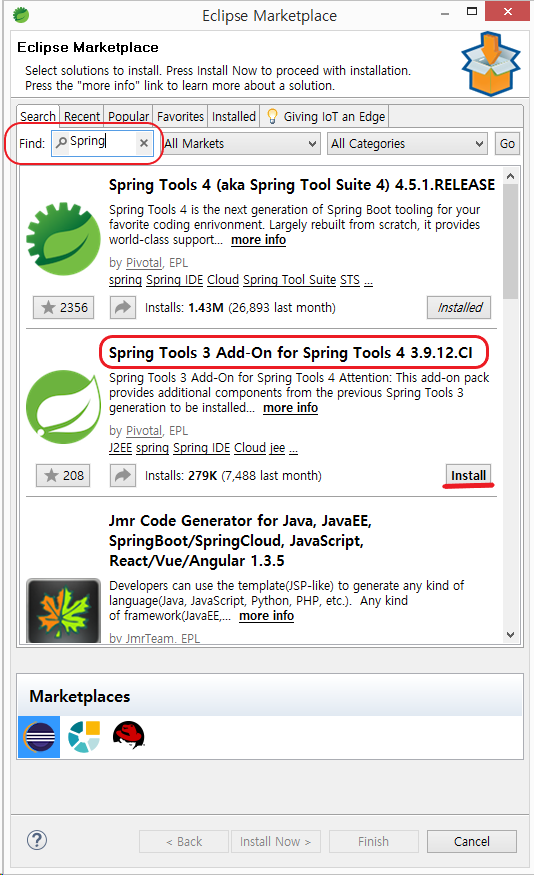 Eclipse Marketplace
Eclipse Marketplace
Select solutions to install. Press Install Now to proceed with installation.
Press the "more info" link to learn more about a solution.
Search Recent Popular Favorites Installed Giving IoT an Edge
Find: Spring All Markets All Categories Go
Spring Tools 4 (aka Spring Tool Suite 4) 4.5.1.RELEASE
Spring Tools 4 is the next generation of Spring Boot tooling for your
favorite coding enrivonment. Largely rebuilt from scratch, it provides
world-class support... more info
by Pivotal, EPL
spring Spring IDE Cloud Spring Tool Suite STS ...
2356 Installs: 1.43M (26,893 last month) Installed
Spring Tools 3 Add-On for Spring Tools 4 3.9.12.CI
Spring Tools 3 Add-On for Spring Tools 4 Attention: This add-on pack
provides additional components from the previous Spring Tools 3
generation to be installed... more info
by Pivotal, EPL
J2EE spring Spring IDE Cloud jee ...
208 Installs: 279K (7,488 last month) Install
Jmr Code Generator for Java, JavaEE,
SpringBoot/SpringCloud, JavaScript,
React/Vue/Angular 1.3.5
Developers can use the template(JSP-like) to generate any kind of
language(Java, JavaScript, Python, PHP, etc.). Any kind
of framework(JavaEE,... more info
by JmrTeam, EPL
Marketplaces
< Back Install Now > Finish Cancel